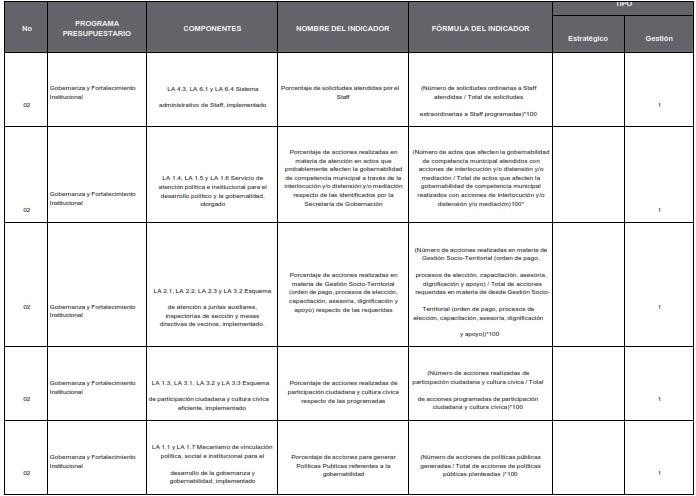 TIPO
No
PROGRAMA
PRESUPUESTARIO
COMPONENTES
NOMBRE DEL INDICADOR
FÓRMULA DEL INDICADOR
Estratégico
Gestión
02
Gobernanza y Fortalecimiento
Institucional
LA 4.3, LA 6.1 y LA 6.4 Sistema
administrativo de Staff, implementado
Porcentaje de solicitudes atendidas por el
Staff
(Número de solicitudes ordinarias a Staff
atendidas / Total de solicitudes
extraordinarias a Staff programadas)*100
1
02
Gobernanza y Fortalecimiento
Institucional
LA 1.4, LA 1.5 y LA 1.6 Servicio de
atención política e institucional para el
desarrollo político y la gobernalidad,
otorgado
Porcentaje de acciones realizadas en
materia de atención en actos que
probablemente afecten la gobernabilidad
de competencia municipal a través de la
interlocución y/o distensión y/o mediación
respecto de las identificados por la
Secretaría de Gobernación
(Número de actos que afecten la gobernabilidad
de competencia municipal atendidos con
acciones de interlocución y/o distensión y/o
mediación / Total de actos que afecten la
gobernabilidad de competencia municipal
realizados con acciones de interlocución y/o
distensión y/o mediación)100*
1
02
Gobernanza y Fortalecimiento
Institucional
LA 2.1, LA 2.2, LA 2.3 y LA 3.2 Esquema
de atención a juntas auxiliares,
inspectorías de sección y mesas
directivas de vecinos, implementado.
Porcentaje de acciones realizadas en
materia de Gestión Socio-Territorial
(orden de pago, procesos de elección,
capacitación, asesoría, dignificación y
apoyo) respecto de las requeridas
(Número de acciones realizadas en materia de
Gestión Socio-Territorial (orden de pago,
procesos de elección, capacitación, asesoría,
dignificación y apoyo) / Total de acciones
requeridas en materia de desde Gestión Socio-
Territorial (orden de pago, procesos de
elección, capacitación, asesoría, dignificación
y apoyo))*100
1
02
Gobernanza y Fortalecimiento
Institucional
LA 1.3, LA 3.1, LA 3.2 y LA 3.3 Esquema
de participación ciudadana y cultura cívica
eficiente, implementado
Porcentaje de acciones realizadas de
participación ciudadana y cultura cívica
respecto de las programadas
(Número de acciones realizadas de
participación ciudadana y cultura cívica / Total
de acciones programadas de participación
ciudadana y cultura cívica)*100
1
02
Gobernanza y Fortalecimiento
Institucional
LA 1.1 y LA 1.7 Mecanismo de vinculación
política, social e institucional para el
desarrollo de la gobernanza y
gobernabilidad, implementado
Porcentaje de acciones para generar
Políticas Publicas referentes a la
gobernabilidad
(Número de acciones de políticas públicas
generadas / Total de acciones de políticas
públicas planteadas )*100
1